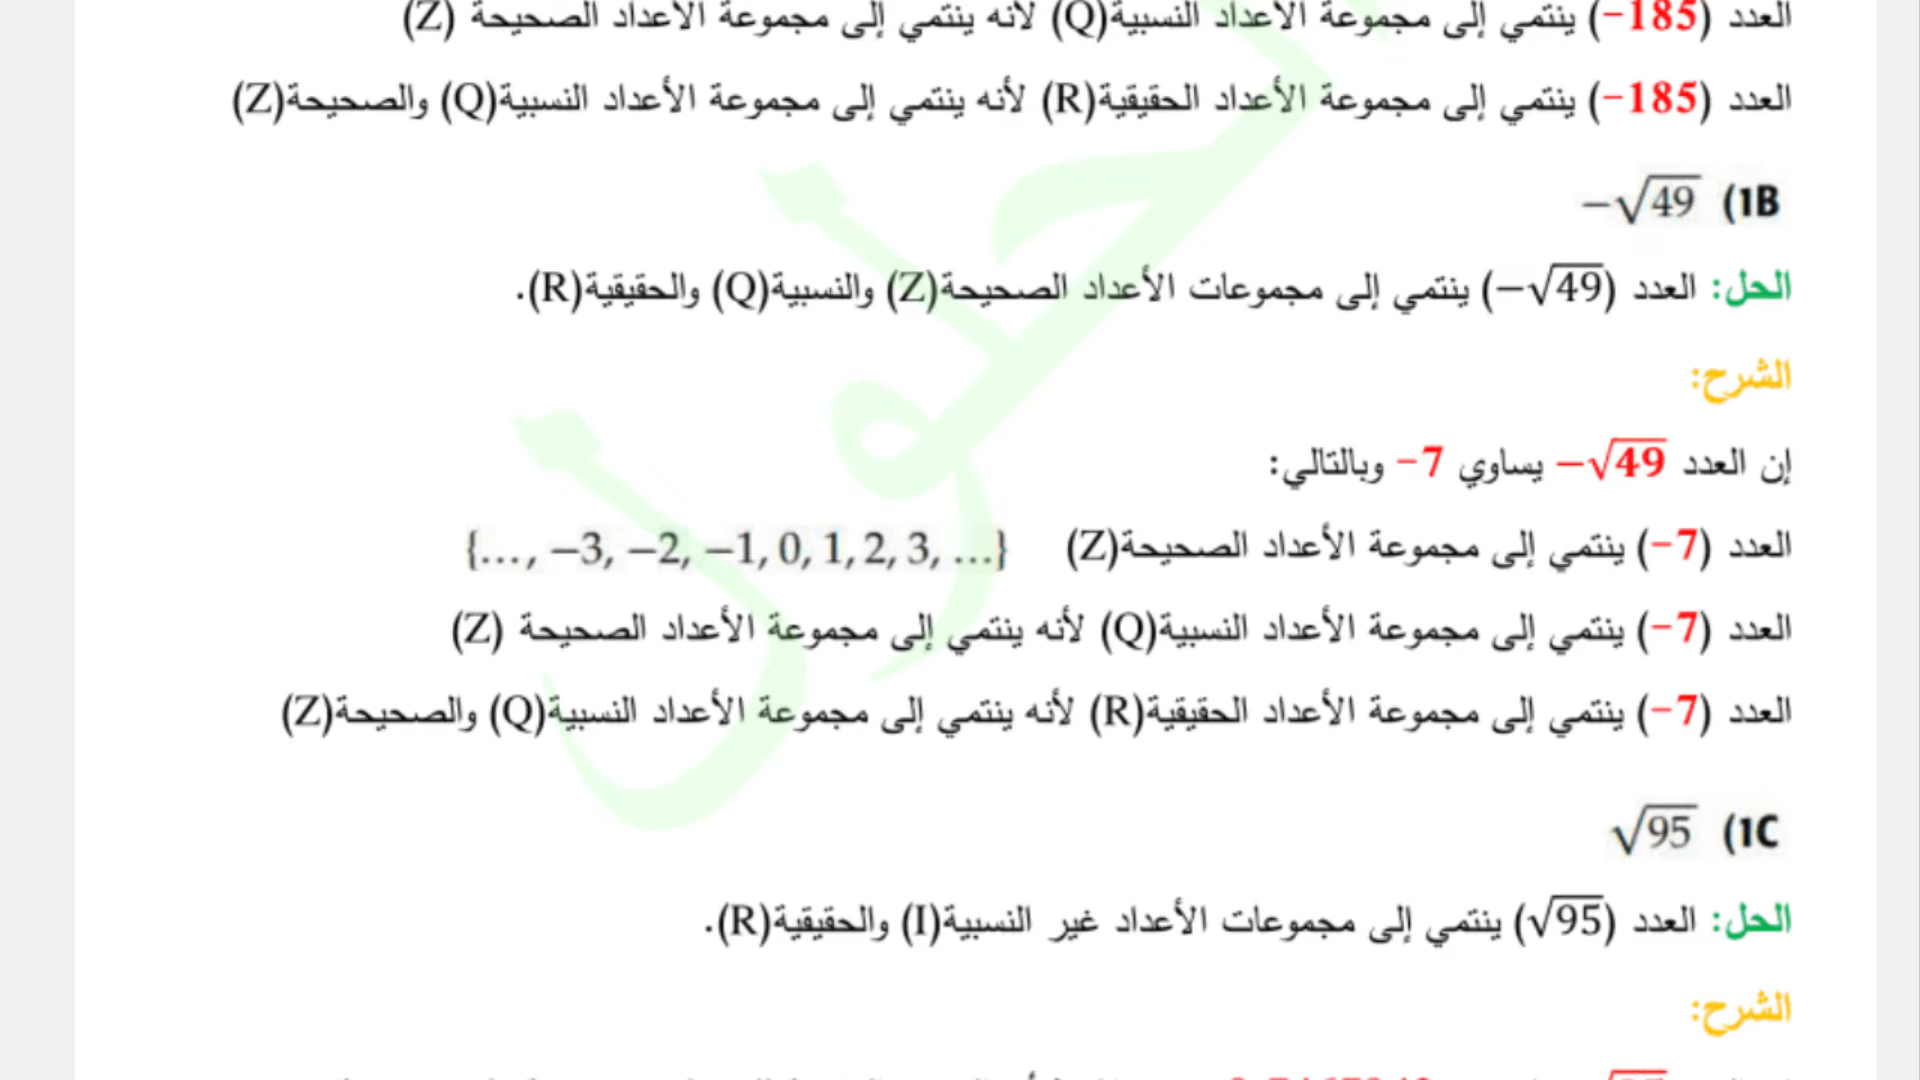 العدد (−185) ينتمي إلى مجموعة الأعداد النسبية(Q) لأنه ينتمي إلى مجموعة الأعداد الصحيحة (Z)
العدد (−185) ينتمي إلى مجموعة الأعداد الحقيقية(R) لأنه ينتمي إلى مجموعة الأعداد النسبية(Q) والصحيحة(Z)
1B) −√49
الحل: العدد (−√49) ينتمي إلى مجموعات الأعداد الصحيحة(Z) والنسبية(Q) والحقيقية(R).
الشرح:
إن العدد −√49 يساوي −7 وبالتالي:
العدد (−7) ينتمي إلى مجموعة الأعداد الصحيحة(Z) {…, −3, −2, −1, 0, 1, 2, 3, …}
العدد (−7) ينتمي إلى مجموعة الأعداد النسبية(Q) لأنه ينتمي إلى مجموعة الأعداد الصحيحة (Z)
العدد (−7) ينتمي إلى مجموعة الأعداد الحقيقية(R) لأنه ينتمي إلى مجموعة الأعداد النسبية(Q) والصحيحة(Z)
1C) √95
الحل: العدد (√95) ينتمي إلى مجموعات الأعداد غير النسبية(I) والحقيقية(R).
الشرح: